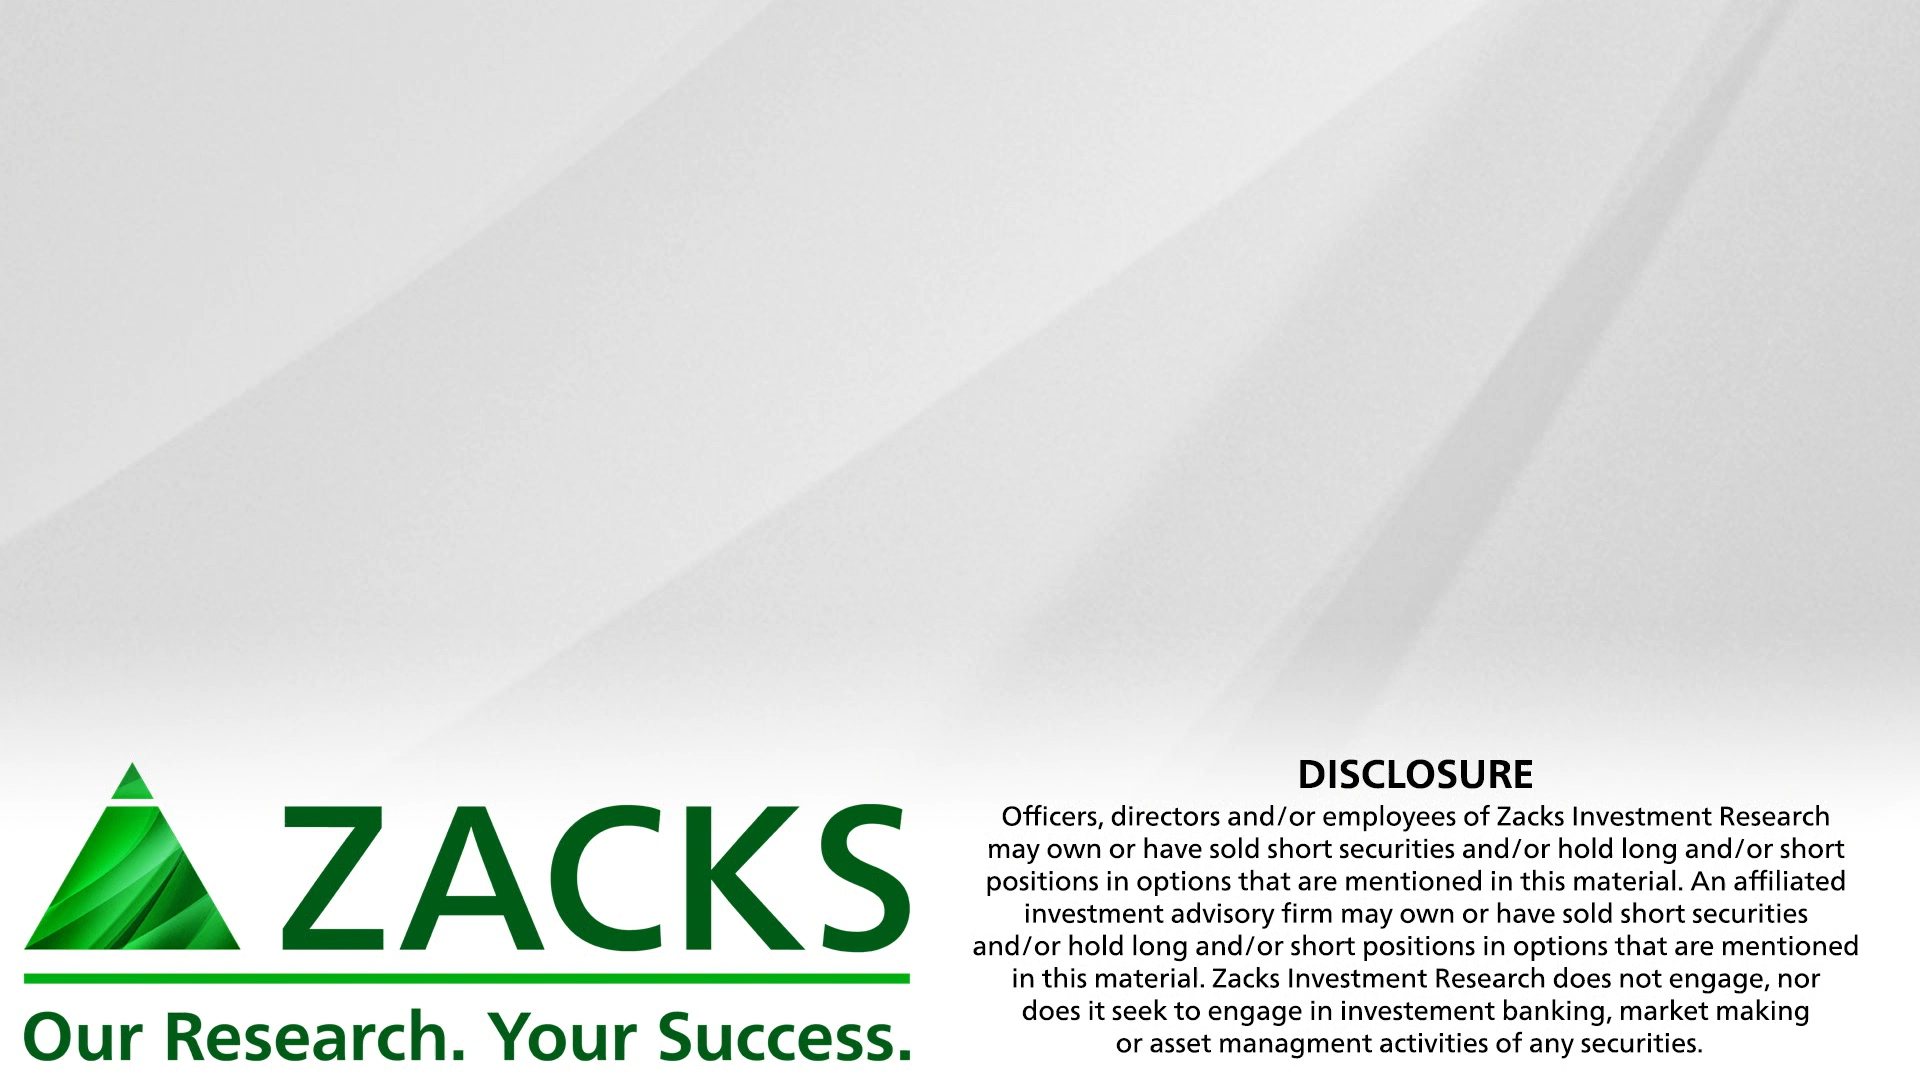 ZACKS
Our Research. Your Success.
DISCLOSURE
Officers, directors and/or employees of Zacks Investment Research
may own or have sold short securities and/or hold long and/or short
positions in options that are mentioned in this material. An affiliated
investment advisory firm may own or have sold short securities
and/or hold long and/or short positions in options that are mentioned
in this material. Zacks Investment Research does not engage, nor
does it seek to engage in investement banking, market making
or asset managment activities of any securities.